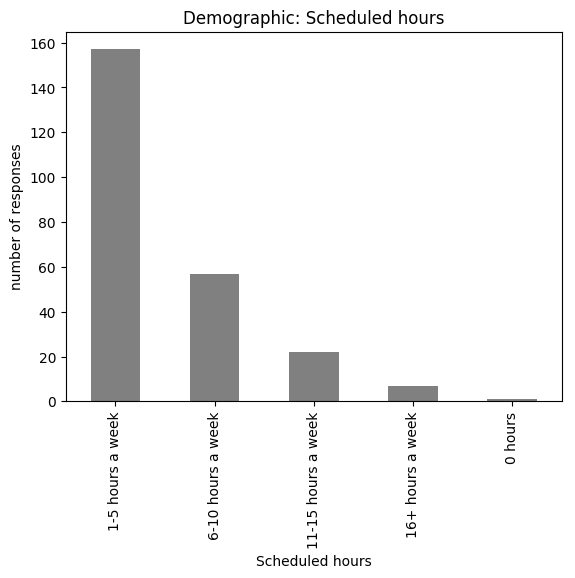 Demographic: Scheduled hours
number of responses
160
140
120
100
80
60
40
20
0
1-5 hours a week
6-10 hours a week
11-15 hours a week
16+ hours a week
0 hours
Scheduled hours